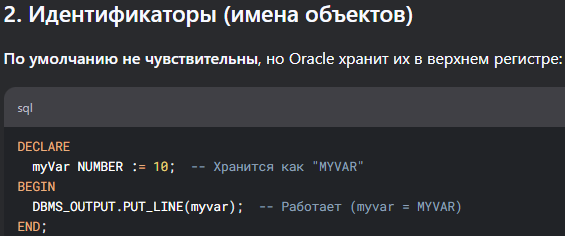 2. Идентификаторы (имена объектов)
По умолчанию не чувствительны, но Oracle хранит их в верхнем регистре:
sql
DECLARE
  myVar NUMBER := 10;  -- Хранится как "MYVAR"
BEGIN
  DBMS_OUTPUT.PUT_LINE(myvar);  -- Работает (myvar = MYVAR)
END;